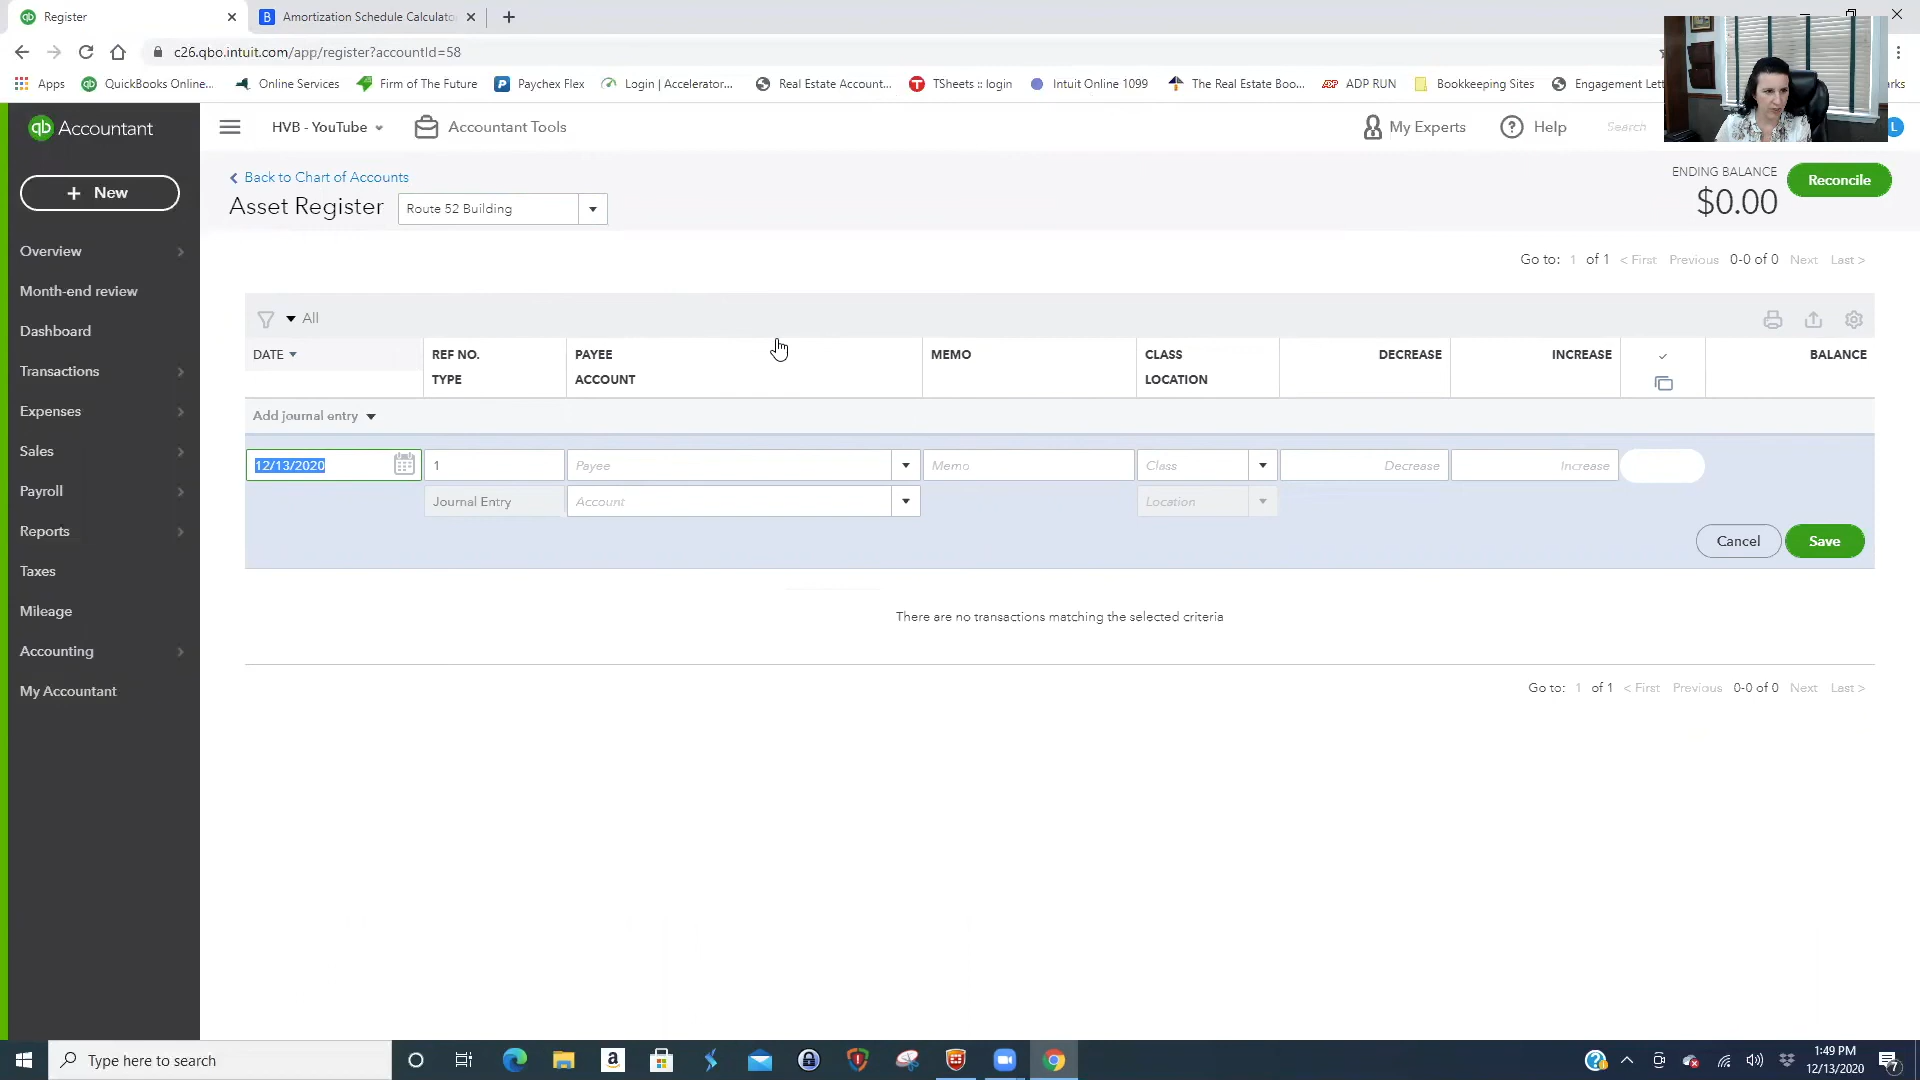 Register
Amortization Schedule Calculato
c26.qbo.intuit.com/app/register?accountId=58
Apps
QuickBooks Online...
Online Services
Firm of The Future
Paychex Flex
Login | Accelerator...
Real Estate Account...
TSheets :: login
Intuit Online 1099
The Real Estate Boo...
ADP RUN
Bookkeeping Sites
Engagement Lett
rks
qb Accountant
HVB - YouTube
Accountant Tools
My Experts
Help
Search
L
+ New
Back to Chart of Accounts
Asset Register
Route 52 Building
ENDING BALANCE
$0.00
Reconcile
Overview
Month-end review
Dashboard
Transactions
Expenses
Sales
Payroll
Reports
Taxes
Mileage
Accounting
My Accountant
Go to: 1 of 1 < First Previous 0-0 of 0 Next Last >
All
DATE
REF NO.
TYPE
PAYEE
ACCOUNT
MEMO
CLASS
LOCATION
DECREASE
INCREASE
BALANCE
Add journal entry
12/13/2020
1
Payee
Memo
Class
Decrease
Increase
Journal Entry
Account
Location
Cancel
Save
There are no transactions matching the selected criteria
Go to: 1 of 1 < First Previous 0-0 of 0 Next Last >
Type here to search
1:49 PM
12/13/2020
7